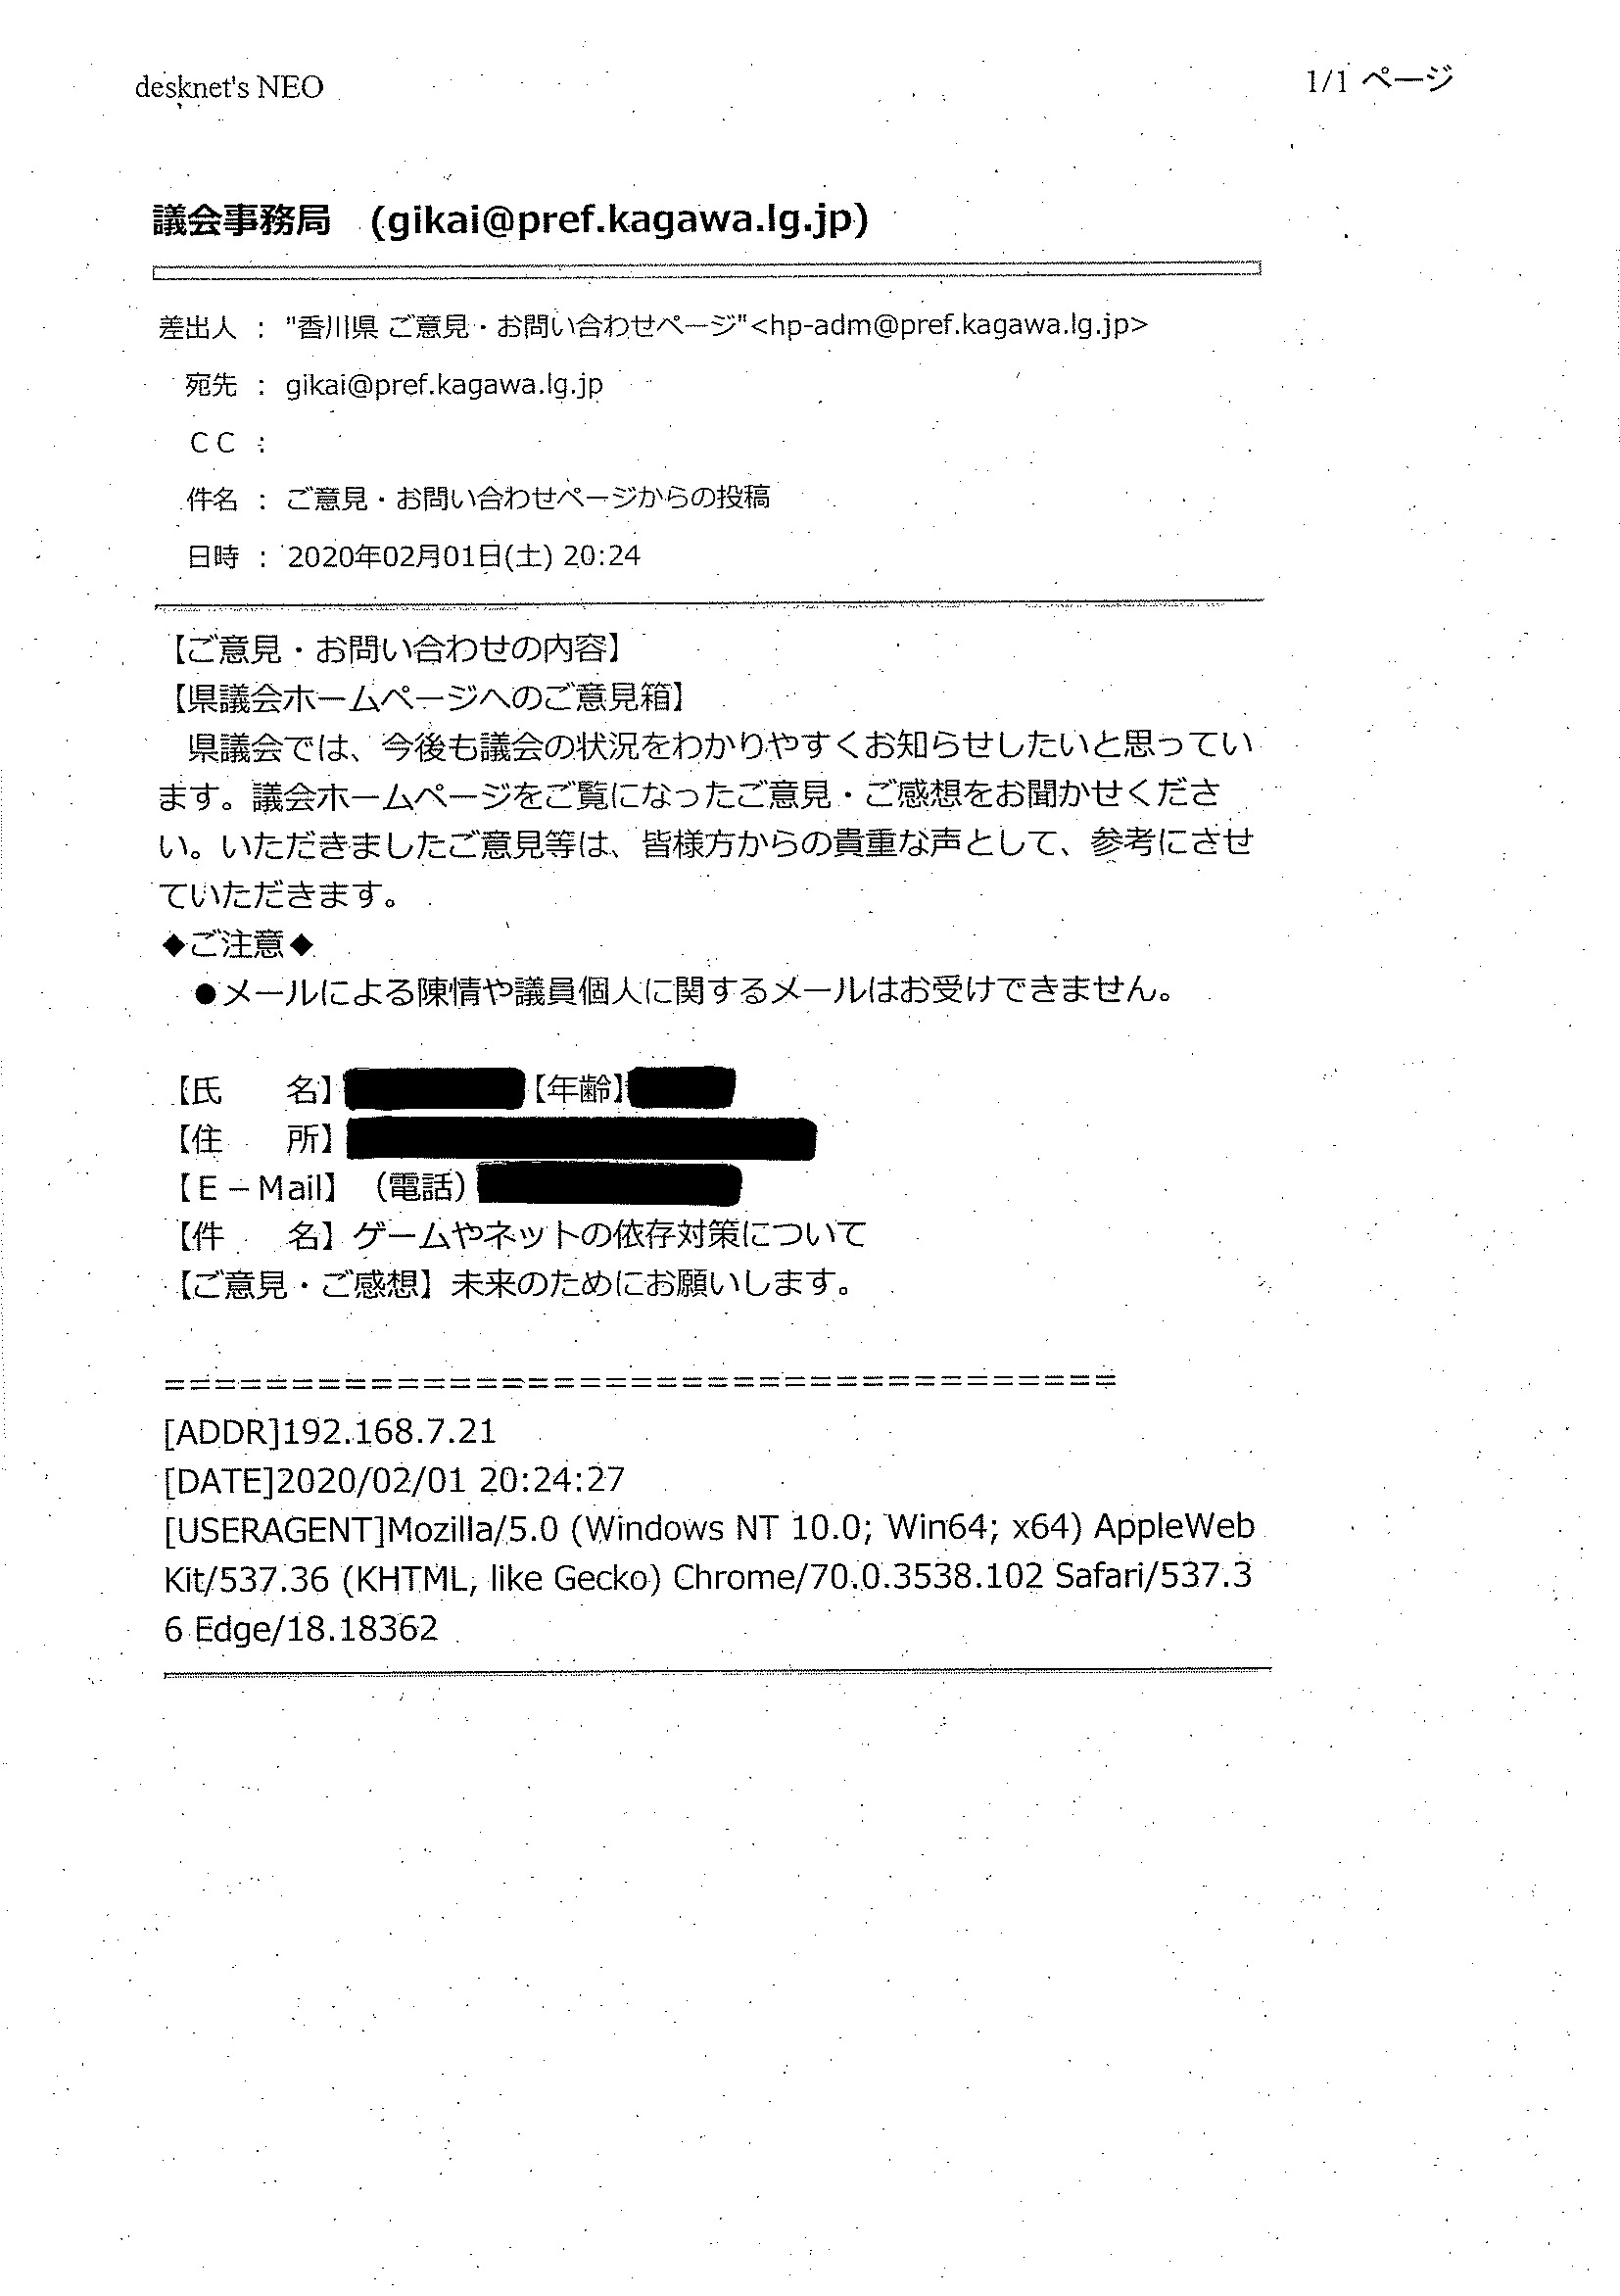 desknet's NEO
1/1 ページ
議会事務局 (gikai@pref.kagawa.lg.jp)
差出人 : "香川県 ご意見・お問い合わせページ"<hp-adm@pref.kagawa.lg.jp>
宛先 : gikai@pref.kagawa.lg.jp
CC :
件名 : ご意見・お問い合わせページからの投稿
日時 : 2020年02月01日(土) 20:24
【ご意見・お問い合わせの内容】
【県議会ホームページへのご意見箱】
県議会では、今後も議会の状況をわかりやすくお知らせしたいと思ってい
ます。議会ホームページをご覧になったご意見・ご感想をお聞かせくださ
い。いただきましたご意見等は、皆様方からの貴重な声として、参考にさせ
ていただきます。
◆ご注意◆
●メールによる陳情や議員個人に関するメールはお受けできません。
【氏　　名】【年齢】
【住　　所】
【E－Mail】（電話）
【件　　名】ゲームやネットの依存対策について
【ご意見・ご感想】未来のためにお願いします。
=====================================
[ADDR]192.168.7.21
[DATE]2020/02/01 20:24:27
[USERAGENT]Mozilla/5.0 (Windows NT 10.0; Win64; x64) AppleWeb
Kit/537.36 (KHTML, like Gecko) Chrome/70.0.3538.102 Safari/537.3
6 Edge/18.18362